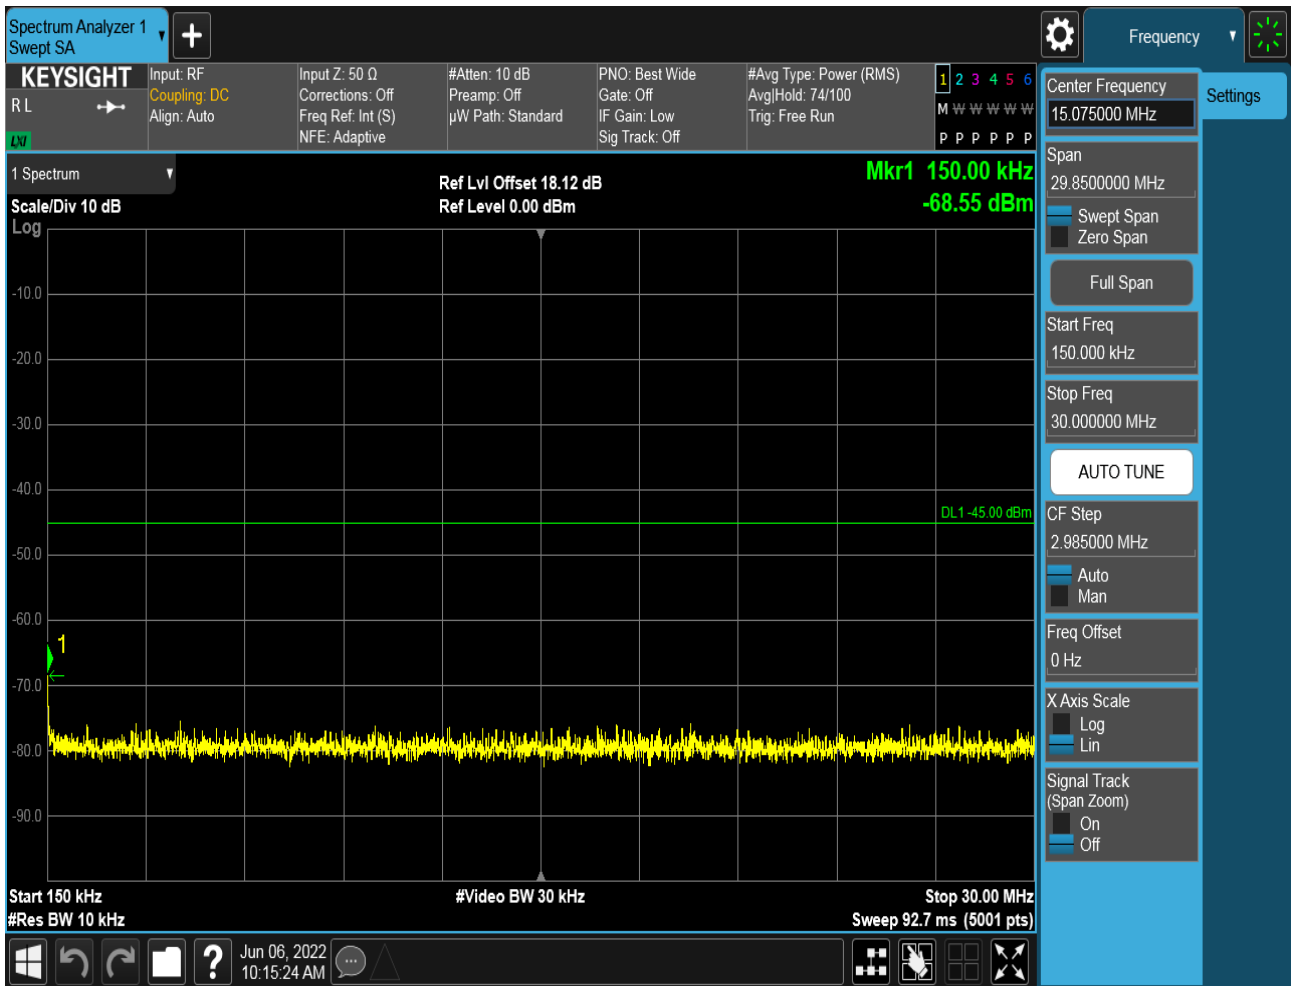 Spectrum Analyzer 1
Swept SA
Frequency
KEYSIGHT
R L
LXI
Input: RF
Coupling: DC
Align: Auto
Input Z: 50 Ω
Corrections: Off
Freq Ref: Int (S)
NFE: Adaptive
#Atten: 10 dB
Preamp: Off
µW Path: Standard
PNO: Best Wide
Gate: Off
IF Gain: Low
Sig Track: Off
#Avg Type: Power (RMS)
Avg|Hold: 74/100
Trig: Free Run
1 2 3 4 5 6
M W W W W W
P P P P P P
1 Spectrum
Scale/Div 10 dB
Log
Ref Lvl Offset 18.12 dB
Ref Level 0.00 dBm
Mkr1 150.00 kHz
-68.55 dBm
-10.0
-20.0
-30.0
-40.0
DL1 -45.00 dBm
-50.0
-60.0
1
-70.0
-80.0
-90.0
Start 150 kHz
#Video BW 30 kHz
Stop 30.00 MHz
#Res BW 10 kHz
Sweep 92.7 ms (5001 pts)
Center Frequency
15.075000 MHz
Settings
Span
29.8500000 MHz
Swept Span
Zero Span
Full Span
Start Freq
150.000 kHz
Stop Freq
30.000000 MHz
AUTO TUNE
CF Step
2.985000 MHz
Auto
Man
Freq Offset
0 Hz
X Axis Scale
Log
Lin
Signal Track
(Span Zoom)
On
Off
?
Jun 06, 2022
10:15:24 AM